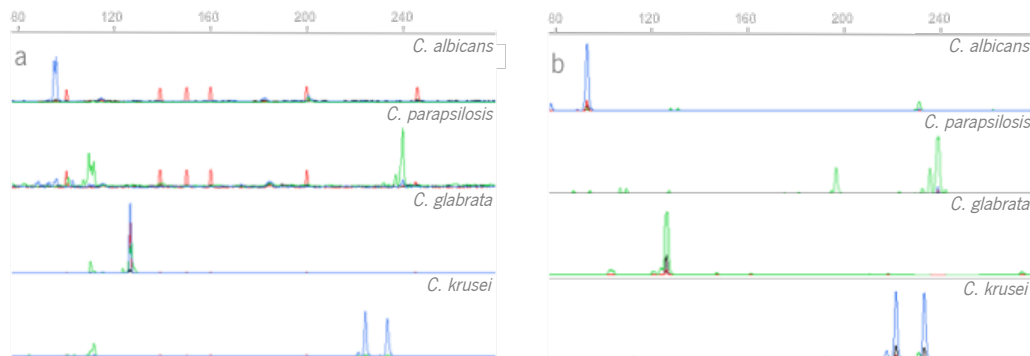 80 120 160 200 240
a
C. albicans
C. parapsilosis
C. glabrata
C. krusei
80 120 160 200 240
b
C. albicans
C. parapsilosis
C. glabrata
C. krusei